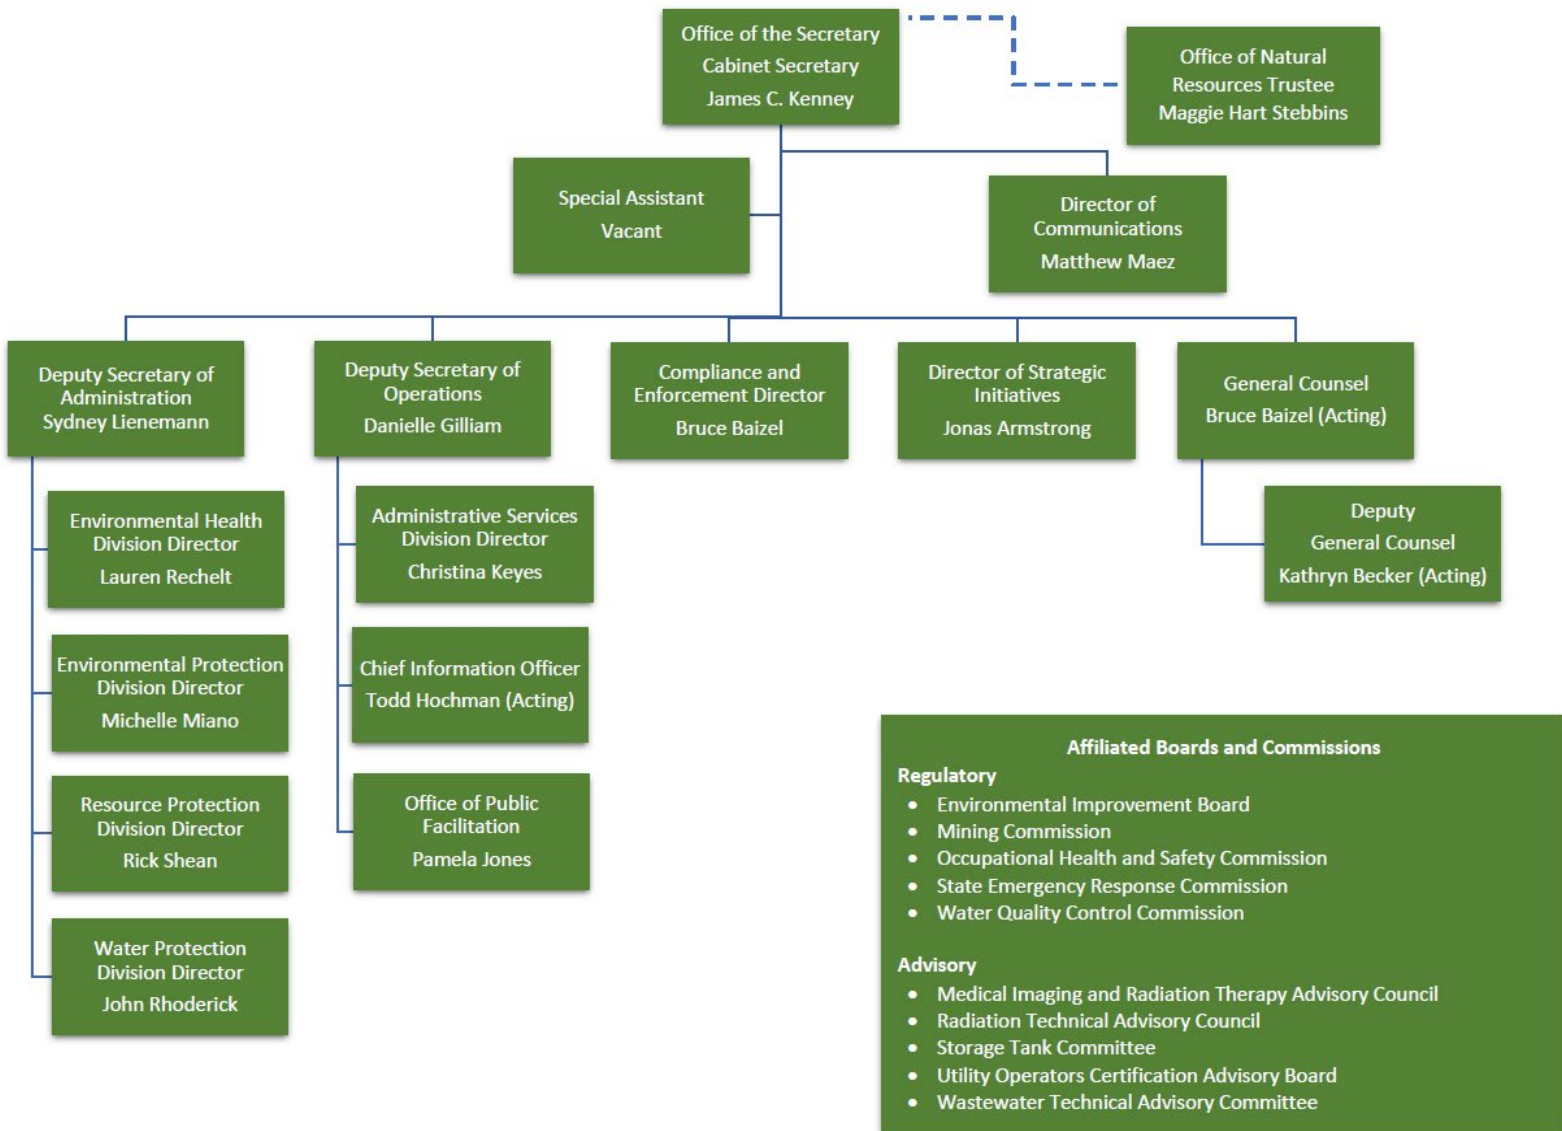 Office of the Secretary
Cabinet Secretary
James C. Kenney
Office of Natural
Resources Trustee
Maggie Hart Stebbins
Special Assistant
Vacant
Director of
Communications
Matthew Maez
Deputy Secretary of
Administration
Sydney Lienemann
Deputy Secretary of
Operations
Danielle Gilliam
Compliance and
Enforcement Director
Bruce Baizel
Director of Strategic
Initiatives
Jonas Armstrong
General Counsel
Bruce Baizel (Acting)
Environmental Health
Division Director
Lauren Rechelt
Environmental Protection
Division Director
Michelle Miano
Resource Protection
Division Director
Rick Shean
Water Protection
Division Director
John Rhoderick
Administrative Services
Division Director
Christina Keyes
Chief Information Officer
Todd Hochman (Acting)
Office of Public
Facilitation
Pamela Jones
Deputy
General Counsel
Kathryn Becker (Acting)
Affiliated Boards and Commissions
Regulatory
• Environmental Improvement Board
• Mining Commission
• Occupational Health and Safety Commission
• State Emergency Response Commission
• Water Quality Control Commission
Advisory
• Medical Imaging and Radiation Therapy Advisory Council
• Radiation Technical Advisory Council
• Storage Tank Committee
• Utility Operators Certification Advisory Board
• Wastewater Technical Advisory Committee